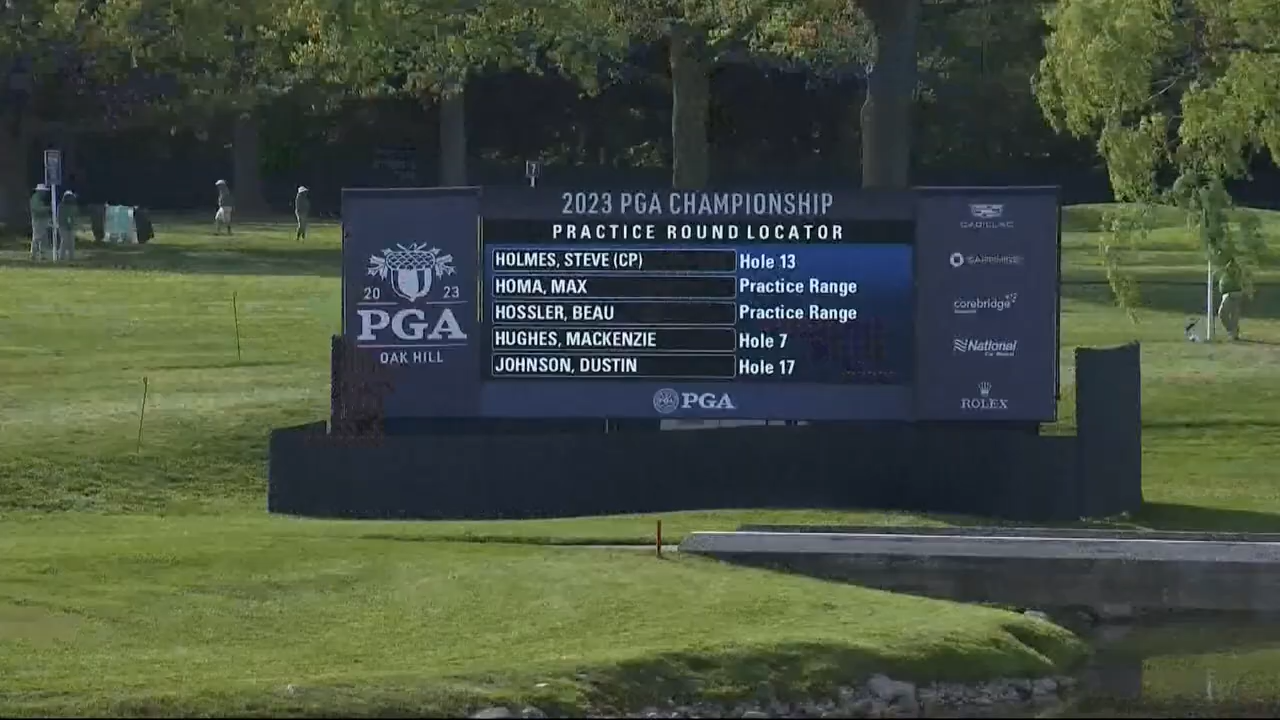 2023 PGA CHAMPIONSHIP
PRACTICE ROUND LOCATOR
HOLMES, STEVE (CP) Hole 13
HOMA, MAX Practice Range
HOSSLER, BEAU Practice Range
HUGHES, MACKENZIE Hole 7
JOHNSON, DUSTIN Hole 17
PGA
20 23
PGA
OAK HILL
CADILLAC
corebridge
National
ROLEX